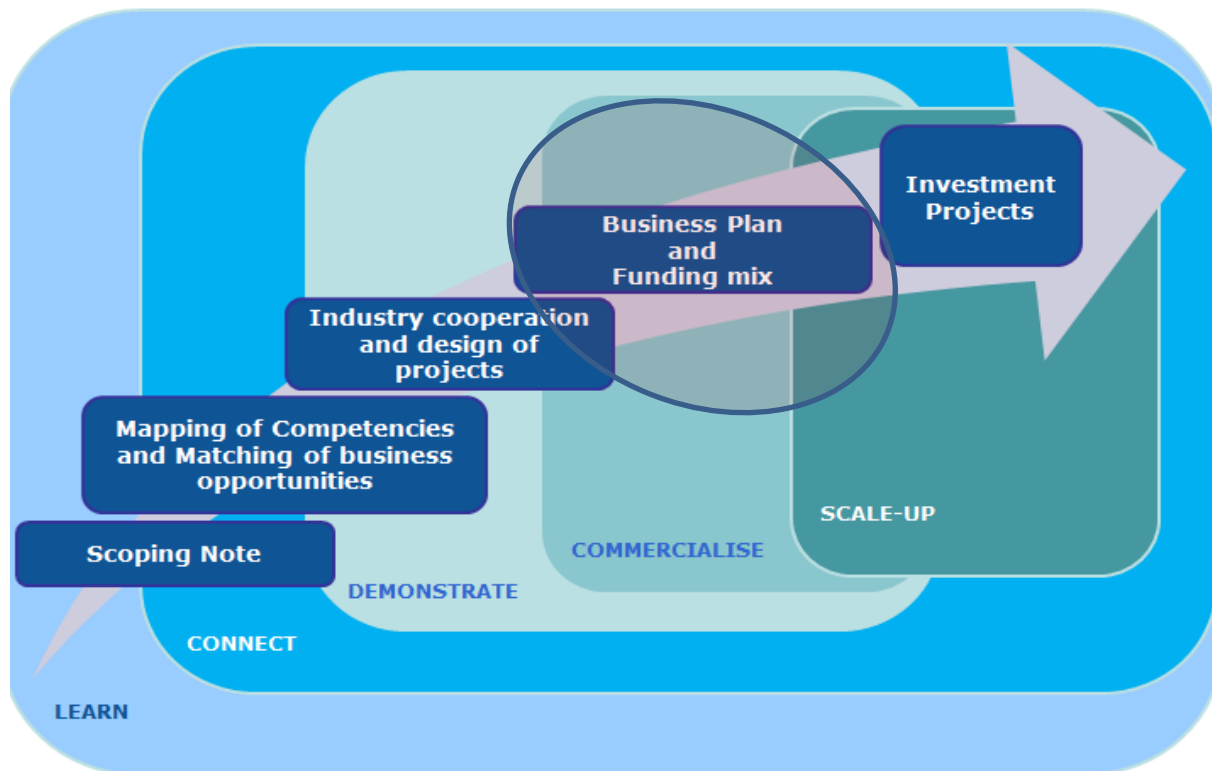 Investment
Projects
Business Plan
and
Funding mix
Industry cooperation
and design of
projects
Mapping of Competencies
and Matching of business
opportunities
Scoping Note
SCALE-UP
COMMERCIALISE
DEMONSTRATE
CONNECT
LEARN